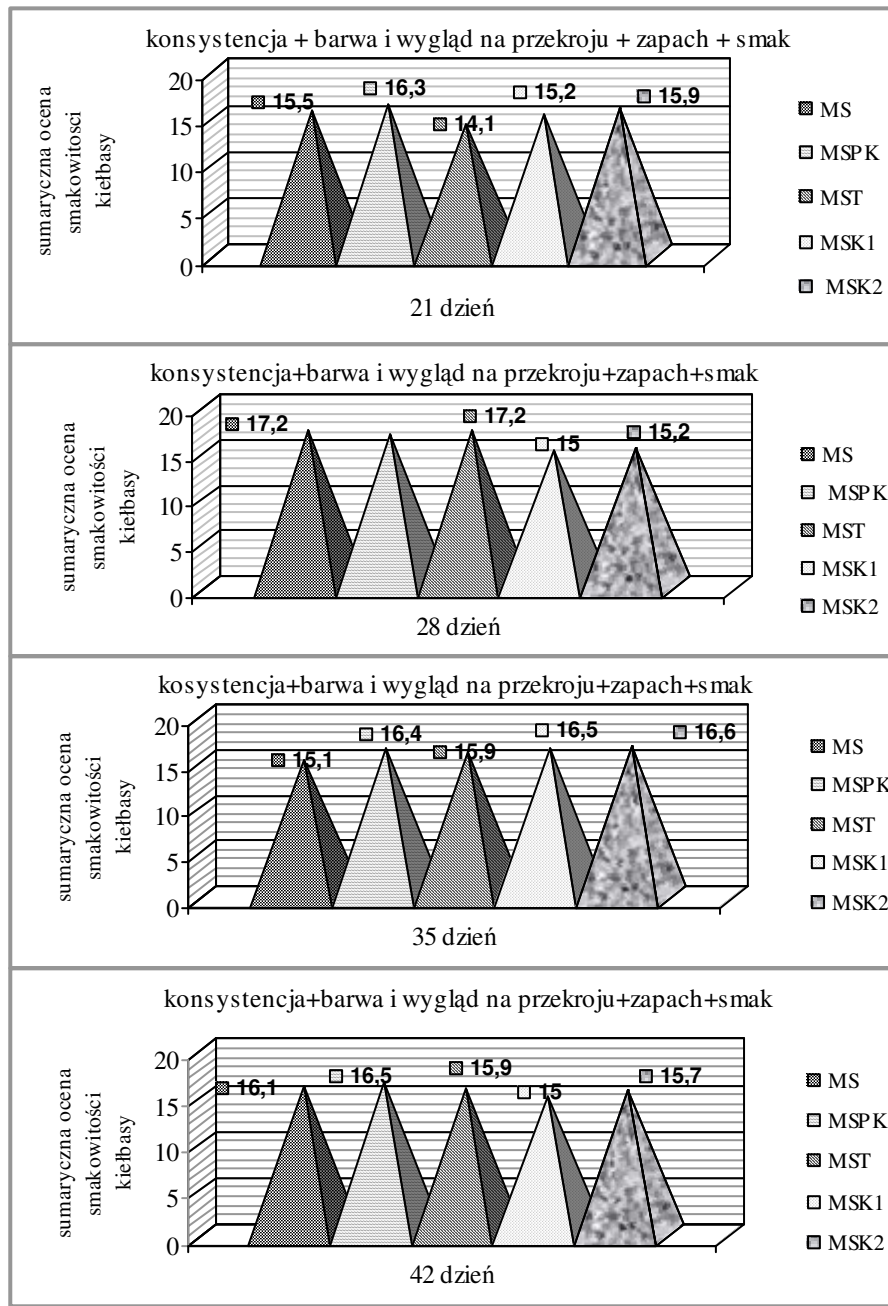 konsystencja + barwa i wygląd na przekroju + zapach + smak
sumaryczna ocena
smakowitosci
kiełbasy
20
15
10
5
0
15,5
16,3
14,1
15,2
15,9
MS
MSPK
MST
MSK1
MSK2
21 dzień
konsystencja+barwa i wygląd na przekroju+zapach+smak
sumaryczna ocena
smakowitości
kiełbasy
20
15
10
5
0
17,2
17,2
15
15,2
MS
MSPK
MST
MSK1
MSK2
28 dzień
kosystencja+barwa i wygląd na przekroju+zapach+smak
sumaryczna ocena
smakowitości
kiełbasy
20
15
10
5
0
15,1
16,4
15,9
16,5
16,6
MS
MSPK
MST
MSK1
MSK2
35 dzień
konsystencja+barwa i wygląd na przekroju+zapach+smak
sumaryczna ocena
smakowitości
kiełbasy
20
15
10
5
0
16,1
16,5
15,9
15
15,7
MS
MSPK
MST
MSK1
MSK2
42 dzień